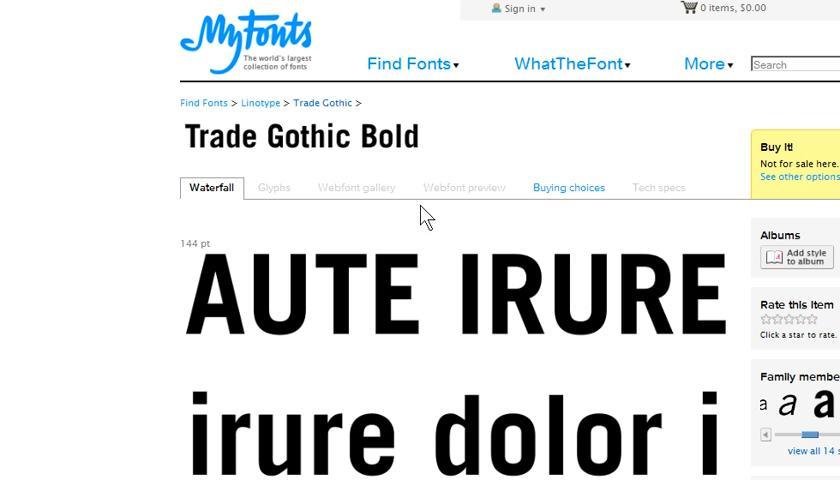 Sign in
0 items, $0.00
MyFonts
The world's largest
collection of fonts
Find Fonts
WhatTheFont
More
Search
Find Fonts > Linotype > Trade Gothic >
Trade Gothic Bold
Buy It!
Not for sale here.
See other options
Waterfall
Glyphs
Webfont gallery
Webfont preview
Buying choices
Tech specs
144 pt
AUTE IRURE
irure dolor i
Albums
Add style
to album
Rate this item
Click a star to rate.
Family membe
a a a
view all 14 s